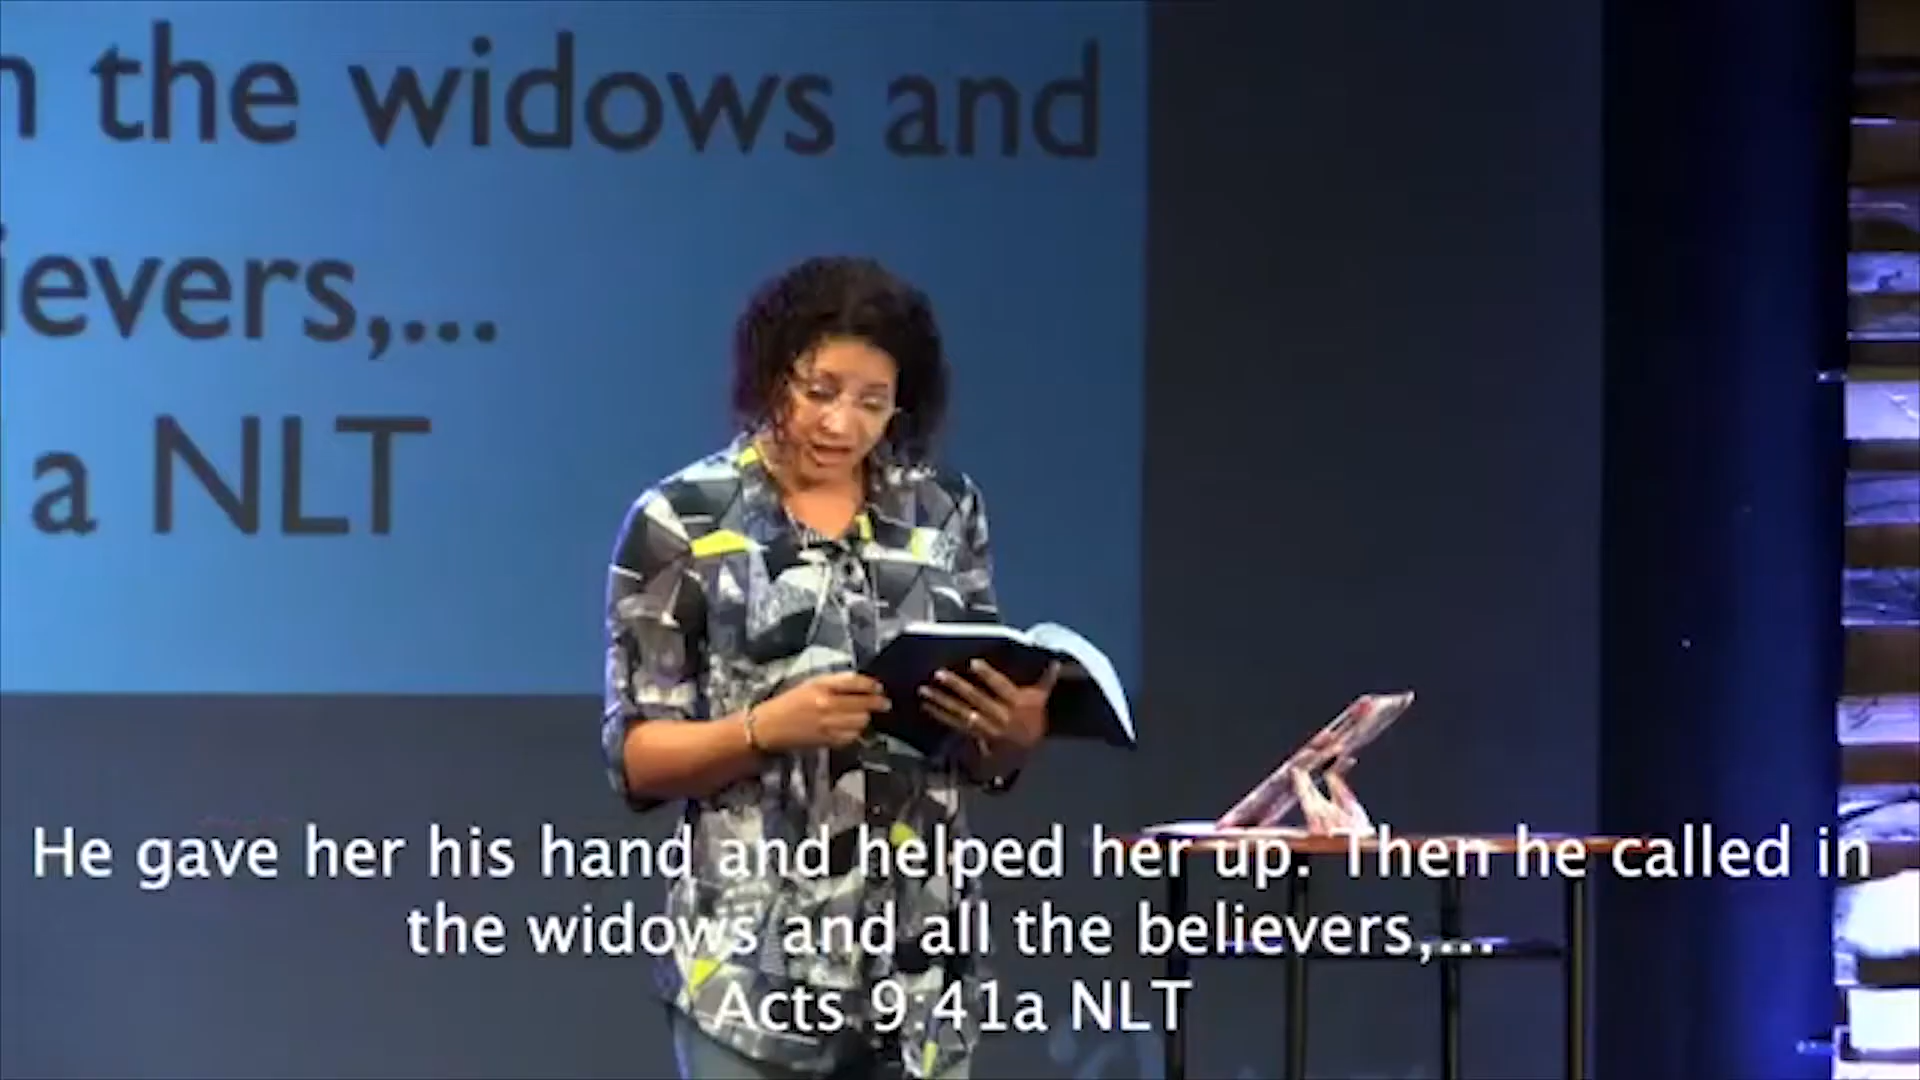 the widows and
ievers,...
a NLT
He gave her his hand and helped her up. Then he called in
the widows and all the believers,...
Acts 9:41a NLT